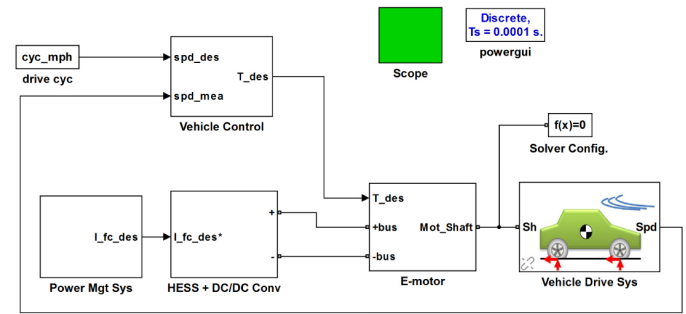 Discrete,
Ts = 0.0001 s.
powergui
Scope
cyc_mph
drive cyc
spd_des
T_des
spd_mea
Vehicle Control
f(x)=0
Solver Config.
I_fc_des
Power Mgt Sys
I_fc_des*
+
-
HESS + DC/DC Conv
T_des
+bus
Mot_Shaft
-bus
E-motor
Sh
Spd
Vehicle Drive Sys